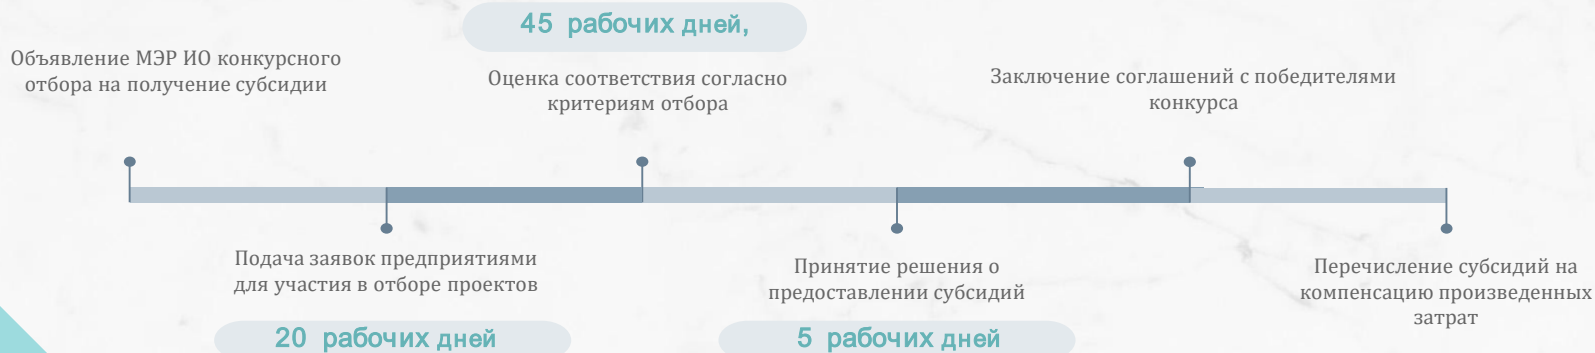 Объявление МЭР ИО конкурсного
отбора на получение субсидии
45 рабочих дней,
Оценка соответствия согласно
критериям отбора
Заключение соглашений с победителями
конкурса
Подача заявок предприятиями
для участия в отборе проектов
20 рабочих дней
Принятие решения о
предоставлении субсидий
5 рабочих дней
Перечисление субсидий на
компенсацию произведенных
затрат